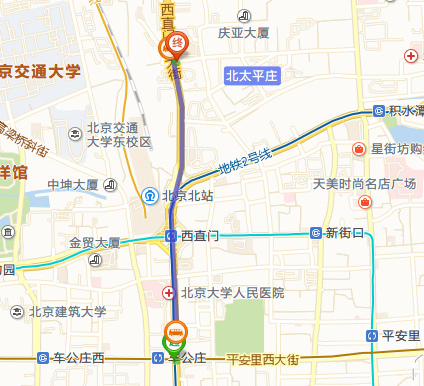 西直门
大街
终
庆亚大厦
北太平庄
京交通大学
北京交通
大学东校区
高梁桥斜街
积水潭
地铁2号线
星街坊购
天美时尚名店广场
洋馆
中坤大厦
北京北站
金贸大厦
西直门
新街口
物园
北京大学人民医院
北京建筑大学
平安里
车公庄西
车公庄
平安里西大街